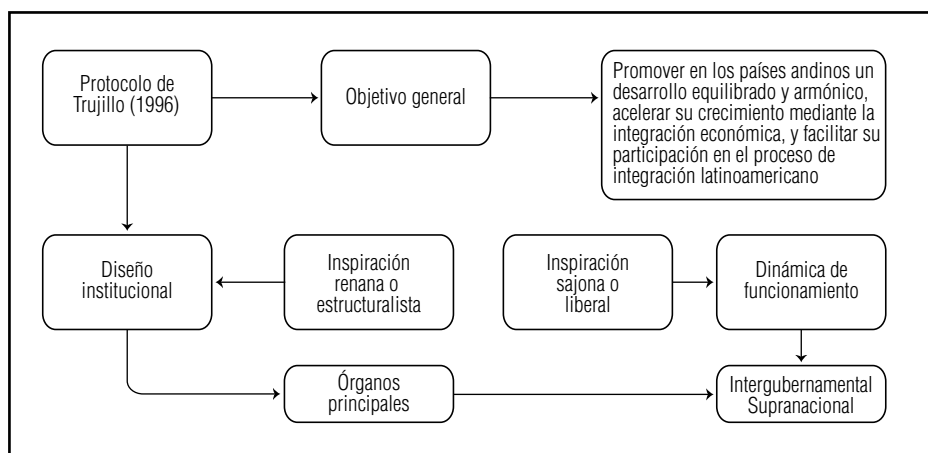 Protocolo de
Trujillo (1996)
Objetivo general
Promover en los países andinos un
desarrollo equilibrado y armónico,
acelerar su crecimiento mediante la
integración económica, y facilitar su
participación en el proceso de
integración latinoamericano
Diseño
institucional
Inspiración
renana o
estructuralista
Inspiración
sajona o
liberal
Dinámica de
funcionamiento
Órganos
principales
Intergubernamental
Supranacional